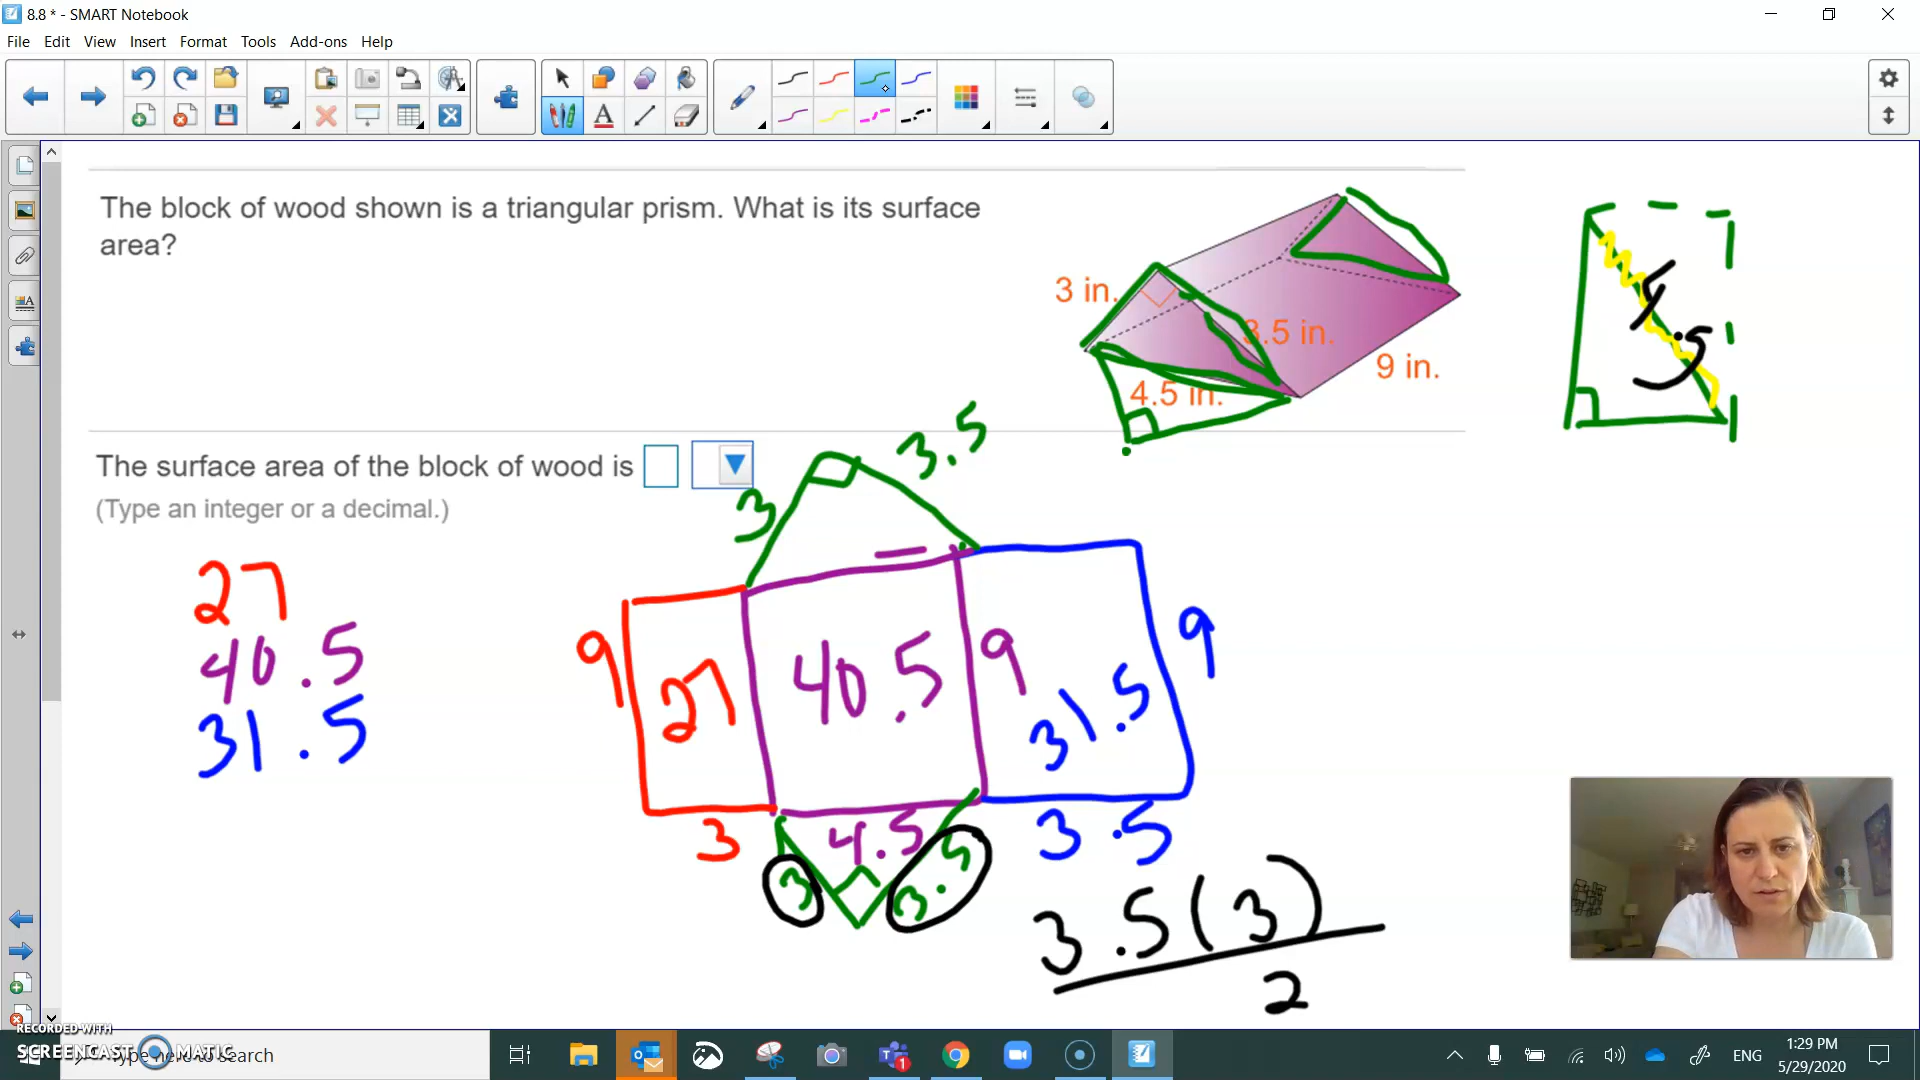 8.8 * - SMART Notebook
File Edit View Insert Format Tools Add-ons Help
The block of wood shown is a triangular prism. What is its surface
area?
3 in.
3.5 in.
9 in.
4.5 in.
.5
The surface area of the block of wood is
(Type an integer or a decimal.)
3
3.5
27
40.5
31.5
9
27
40.5
9
31.5
9
3
4.5
3.5
3
3.5
3.5(3)
2
RECORDED WITH
SCREENCAST MATIC
Type here to search
ENG
1:29 PM
5/29/2020